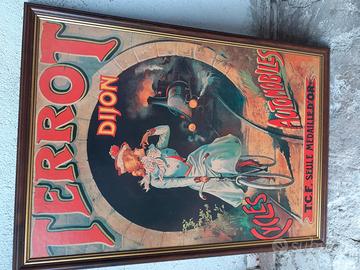 TERROT
DIJON
CYCLES
AUTOMOBILES
T.C.F. SEULE MEDAILLE D'OR